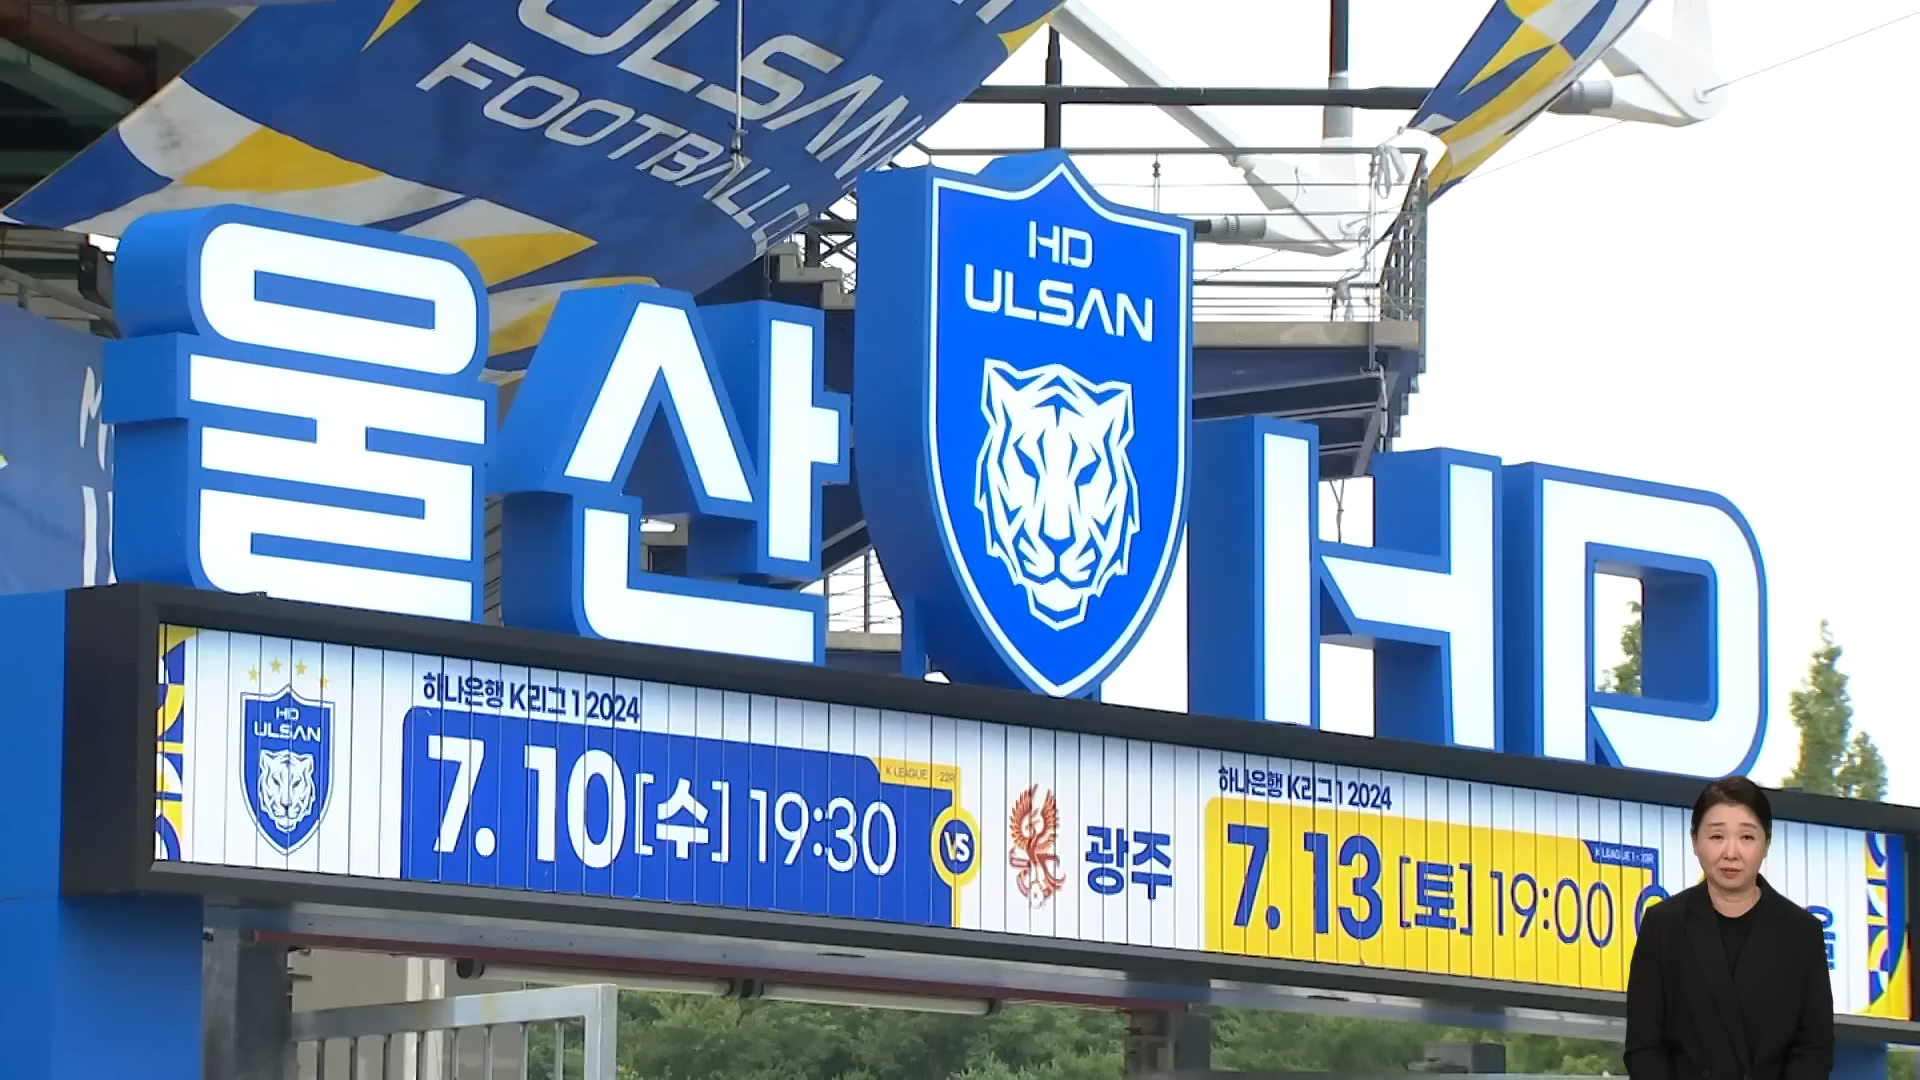 ULSAN
FOOTBALL
HD
ULSAN
울산
HD
HD
ULSAN
하나은행 K리그 1 2024
7. 10 [수] 19:30
K LEAGUE
22R
VS
광주
하나은행 K리그 1 2024
7. 13 [토] 19:00